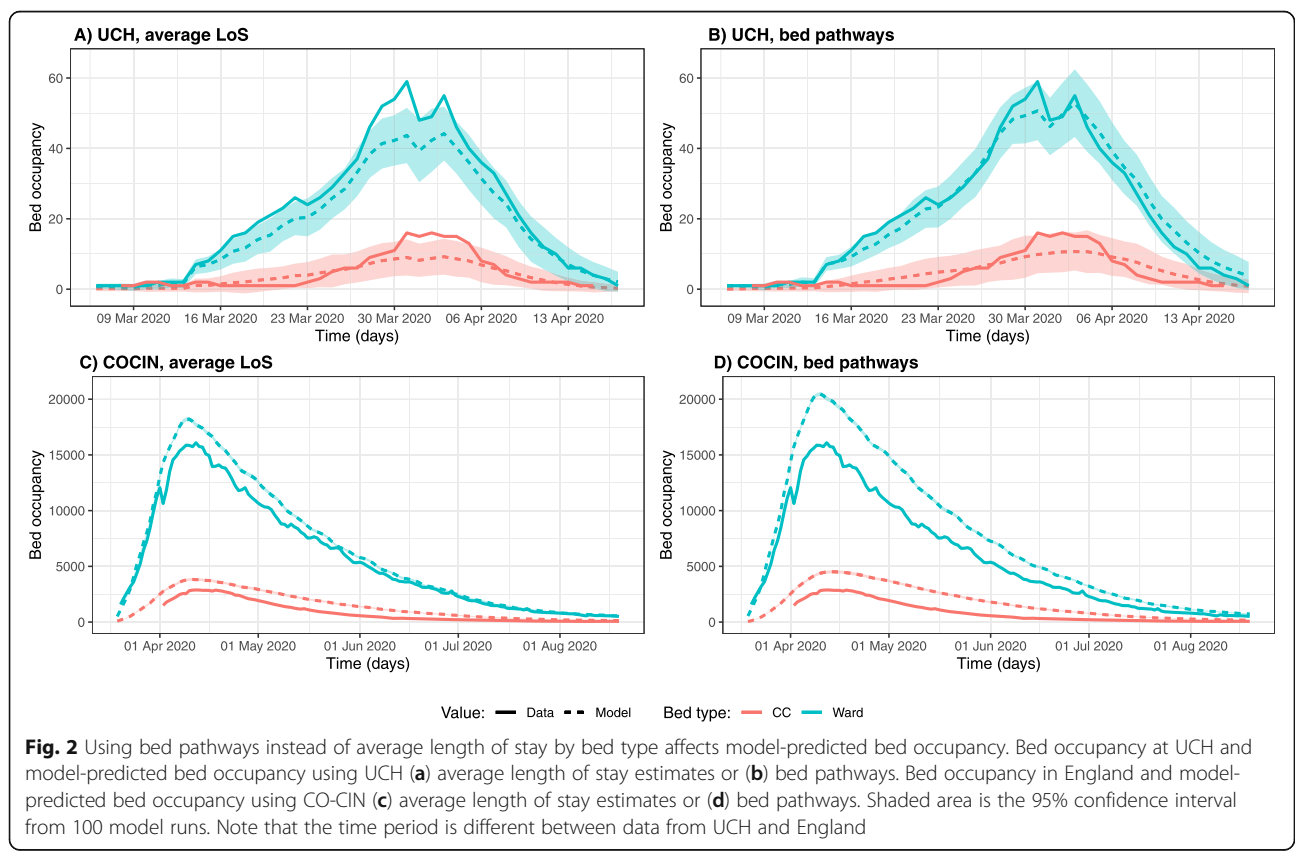 A) UCH, average LoS
B) UCH, bed pathways
Bed occupancy
60
40
20
0
09 Mar 2020 16 Mar 2020 23 Mar 2020 30 Mar 2020 06 Apr 2020 13 Apr 2020
Time (days)
Bed occupancy
60
40
20
0
09 Mar 2020 16 Mar 2020 23 Mar 2020 30 Mar 2020 06 Apr 2020 13 Apr 2020
Time (days)
C) COCIN, average LoS
D) COCIN, bed pathways
Bed occupancy
20000
15000
10000
5000
0
01 Apr 2020 01 May 2020 01 Jun 2020 01 Jul 2020 01 Aug 2020
Time (days)
Bed occupancy
20000
15000
10000
5000
0
01 Apr 2020 01 May 2020 01 Jun 2020 01 Jul 2020 01 Aug 2020
Time (days)
Value: Data Model Bed type: CC Ward
Fig. 2 Using bed pathways instead of average length of stay by bed type affects model-predicted bed occupancy. Bed occupancy at UCH and
model-predicted bed occupancy using UCH (a) average length of stay estimates or (b) bed pathways. Bed occupancy in England and model-
predicted bed occupancy using CO-CIN (c) average length of stay estimates or (d) bed pathways. Shaded area is the 95% confidence interval
from 100 model runs. Note that the time period is different between data from UCH and England